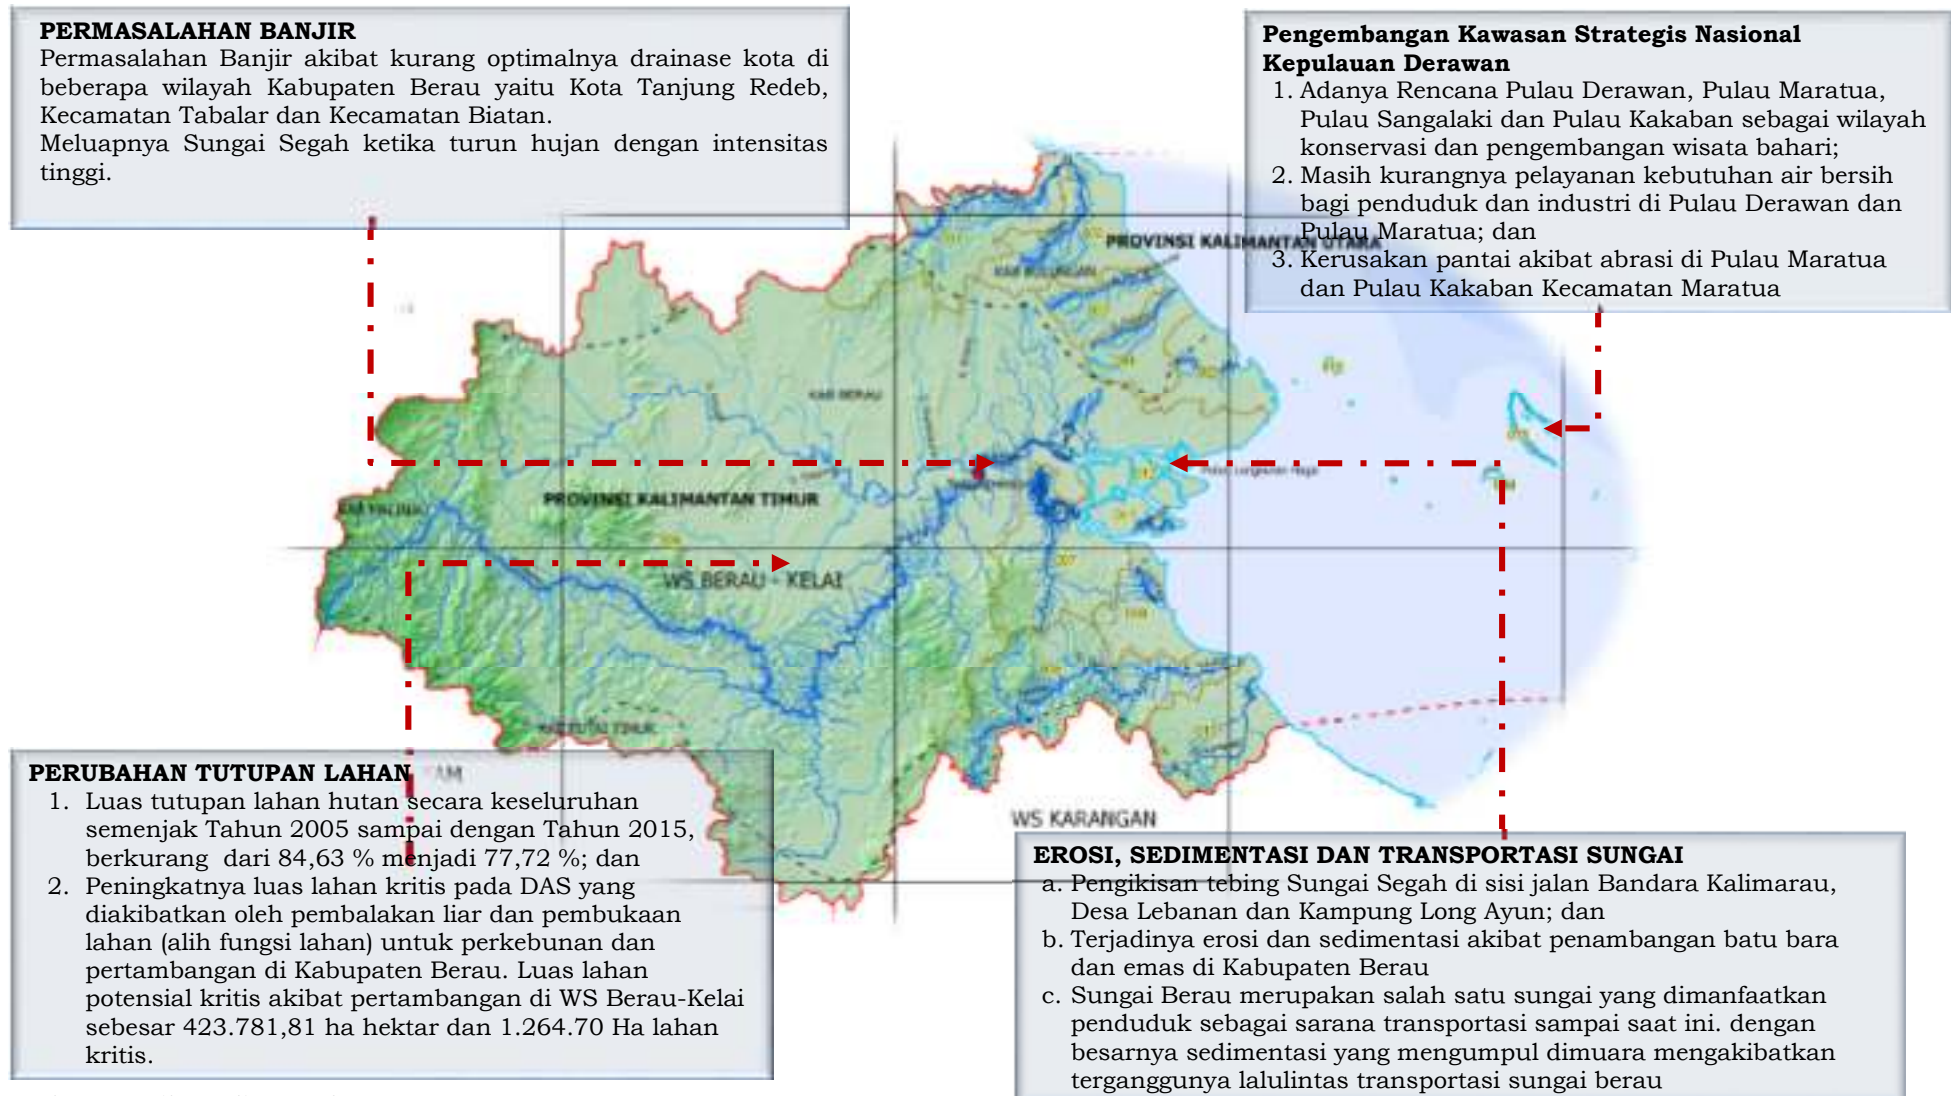 PERMASALAHAN BANJIR
Permasalahan Banjir akibat kurang optimalnya drainase kota di
beberapa wilayah Kabupaten Berau yaitu Kota Tanjung Redeb,
Kecamatan Tabalar dan Kecamatan Biatan.
Meluapnya Sungai Segah ketika turun hujan dengan intensitas
tinggi.
Pengembangan Kawasan Strategis Nasional
Kepulauan Derawan
1. Adanya Rencana Pulau Derawan, Pulau Maratua,
Pulau Sangalaki dan Pulau Kakaban sebagai wilayah
konservasi dan pengembangan wisata bahari;
2. Masih kurangnya pelayanan kebutuhan air bersih
bagi penduduk dan industri di Pulau Derawan dan
Pulau Maratua; dan
3. Kerusakan pantai akibat abrasi di Pulau Maratua
dan Pulau Kakaban Kecamatan Maratua
PROVINSI KALIMANTAN UTARA
KAB BULUNGAN
KAB BERAU
PROVINSI KALIMANTAN TIMUR
WS BERAU - KELAI
KAB KUTAI TIMUR
WS KARANGAN
PERUBAHAN TUTUPAN LAHAN
1. Luas tutupan lahan hutan secara keseluruhan
semenjak Tahun 2005 sampai dengan Tahun 2015,
berkurang dari 84,63 % menjadi 77,72 %; dan
2. Peningkatnya luas lahan kritis pada DAS yang
diakibatkan oleh pembalakan liar dan pembukaan
lahan (alih fungsi lahan) untuk perkebunan dan
pertambangan di Kabupaten Berau. Luas lahan
potensial kritis akibat pertambangan di WS Berau-Kelai
sebesar 423.781,81 ha hektar dan 1.264.70 Ha lahan
kritis.
EROSI, SEDIMENTASI DAN TRANSPORTASI SUNGAI
a. Pengikisan tebing Sungai Segah di sisi jalan Bandara Kalimarau,
Desa Lebanan dan Kampung Long Ayun; dan
b. Terjadinya erosi dan sedimentasi akibat penambangan batu bara
dan emas di Kabupaten Berau
c. Sungai Berau merupakan salah satu sungai yang dimanfaatkan
penduduk sebagai sarana transportasi sampai saat ini. dengan
besarnya sedimentasi yang mengumpul dimuara mengakibatkan
terganggunya lalulintas transportasi sungai berau